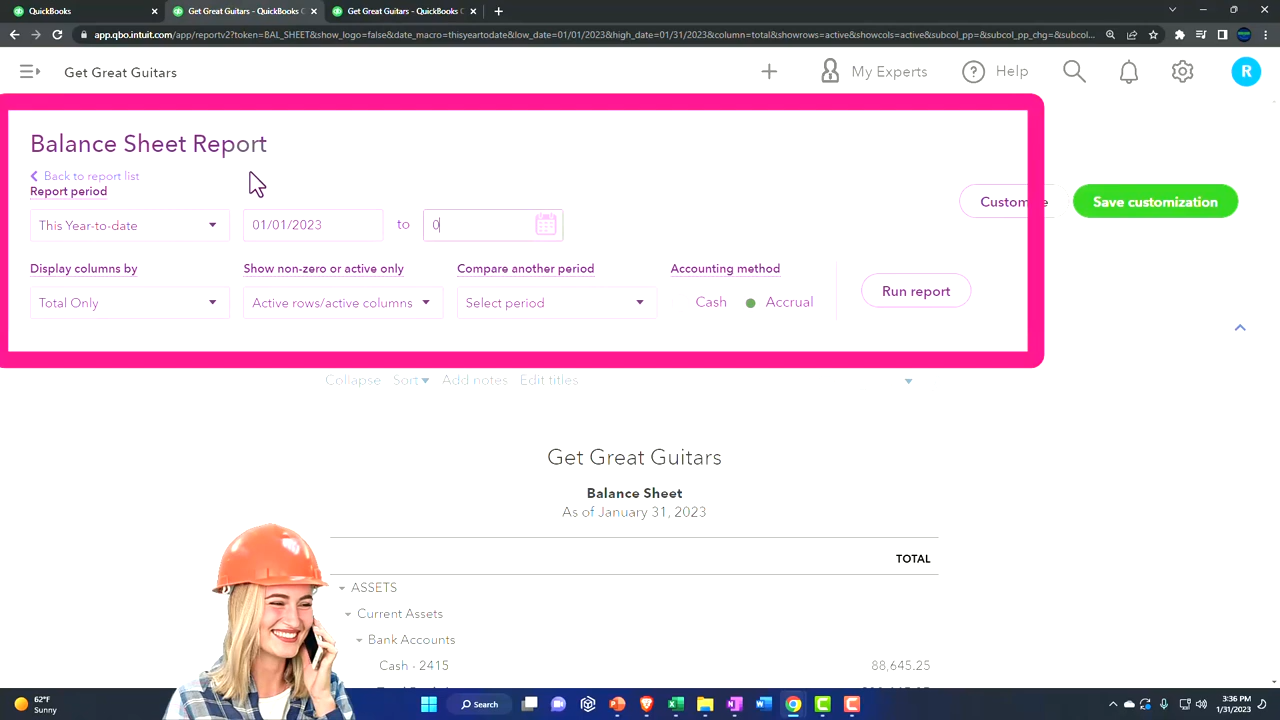 QuickBooks
Get Great Guitars - QuickBooks C
Get Great Guitars - QuickBooks C
app.qbo.intuit.com/app/reportv2?token=BAL_SHEET&show_logo=false&date_macro=thisyeartodate&low_date=01/01/2023&high_date=01/31/2023&column=total&showrows=active&showcols=active&subcol_pp=&subcol_pp_chg=&subcol...
Get Great Guitars
My Experts
Help
R
Balance Sheet Report
Back to report list
Report period
This Year-to-date
01/01/2023
to
0
Customize
Save customization
Display columns by
Show non-zero or active only
Compare another period
Accounting method
Total Only
Active rows/active columns
Select period
Cash
Accrual
Run report
Collapse Sort Add notes Edit titles
Get Great Guitars
Balance Sheet
As of January 31, 2023
TOTAL
ASSETS
Current Assets
Bank Accounts
Cash - 2415
88,645.25
62°F
Sunny
Search
3:36 PM
1/31/2023